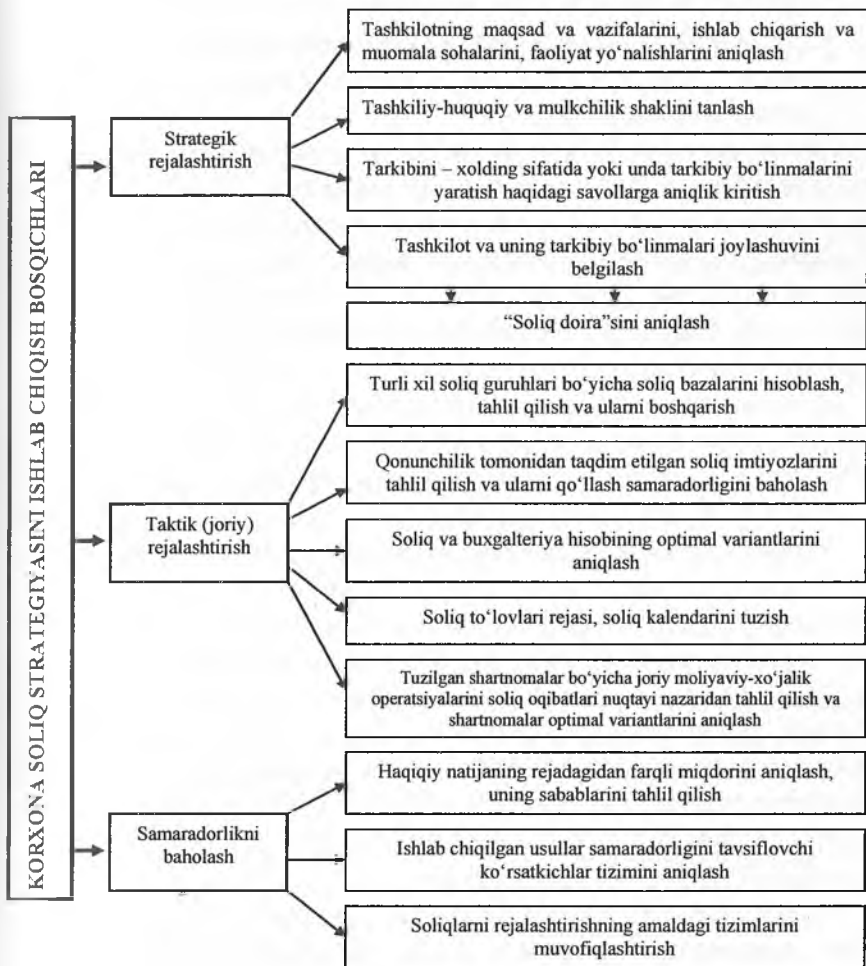 KORXONA SOLIQ STRATEGIYASINI ISHLAB CHIQISH BOSQICHLARI
Strategik
rejalashtirish
Tashkilotning maqsad va vazifalarini, ishlab chiqarish va
muomala sohalarini, faoliyat yo‘nalishlarini aniqlash
Tashkiliy-huquqiy va mulkchilik shaklini tanlash
Tarkibini – xolding sifatida yoki unda tarkibiy bo‘linmalarini
yaratish haqidagi savollarga aniqlik kiritish
Tashkilot va uning tarkibiy bo‘linmalari joylashuvini
belgilash
“Soliq doira”sini aniqlash
Taktik (joriy)
rejalashtirish
Turli xil soliq guruhlari bo‘yicha soliq bazalarini hisoblash,
tahlil qilish va ularni boshqarish
Qonunchilik tomonidan taqdim etilgan soliq imtiyozlarini
tahlil qilish va ularni qo‘llash samaradorligini baholash
Soliq va buxgalteriya hisobining optimal variantlarini
aniqlash
Soliq to‘lovlari rejasi, soliq kalendarini tuzish
Tuzilgan shartnomalar bo‘yicha joriy moliyaviy-xo‘jalik
operatsiyalarini soliq oqibatlari nuqtayi nazaridan tahlil qilish va
shartnomalar optimal variantlarini aniqlash
Samaradorlikni
baholash
Haqiqiy natijaning rejadagidan farqli miqdorini aniqlash,
uning sabablarini tahlil qilish
Ishlab chiqilgan usullar samaradorligini tavsiflovchi
ko‘rsatkichlar tizimini aniqlash
Soliqlarni rejalashtirishning amaldagi tizimlarini
muvofiqlashtirish